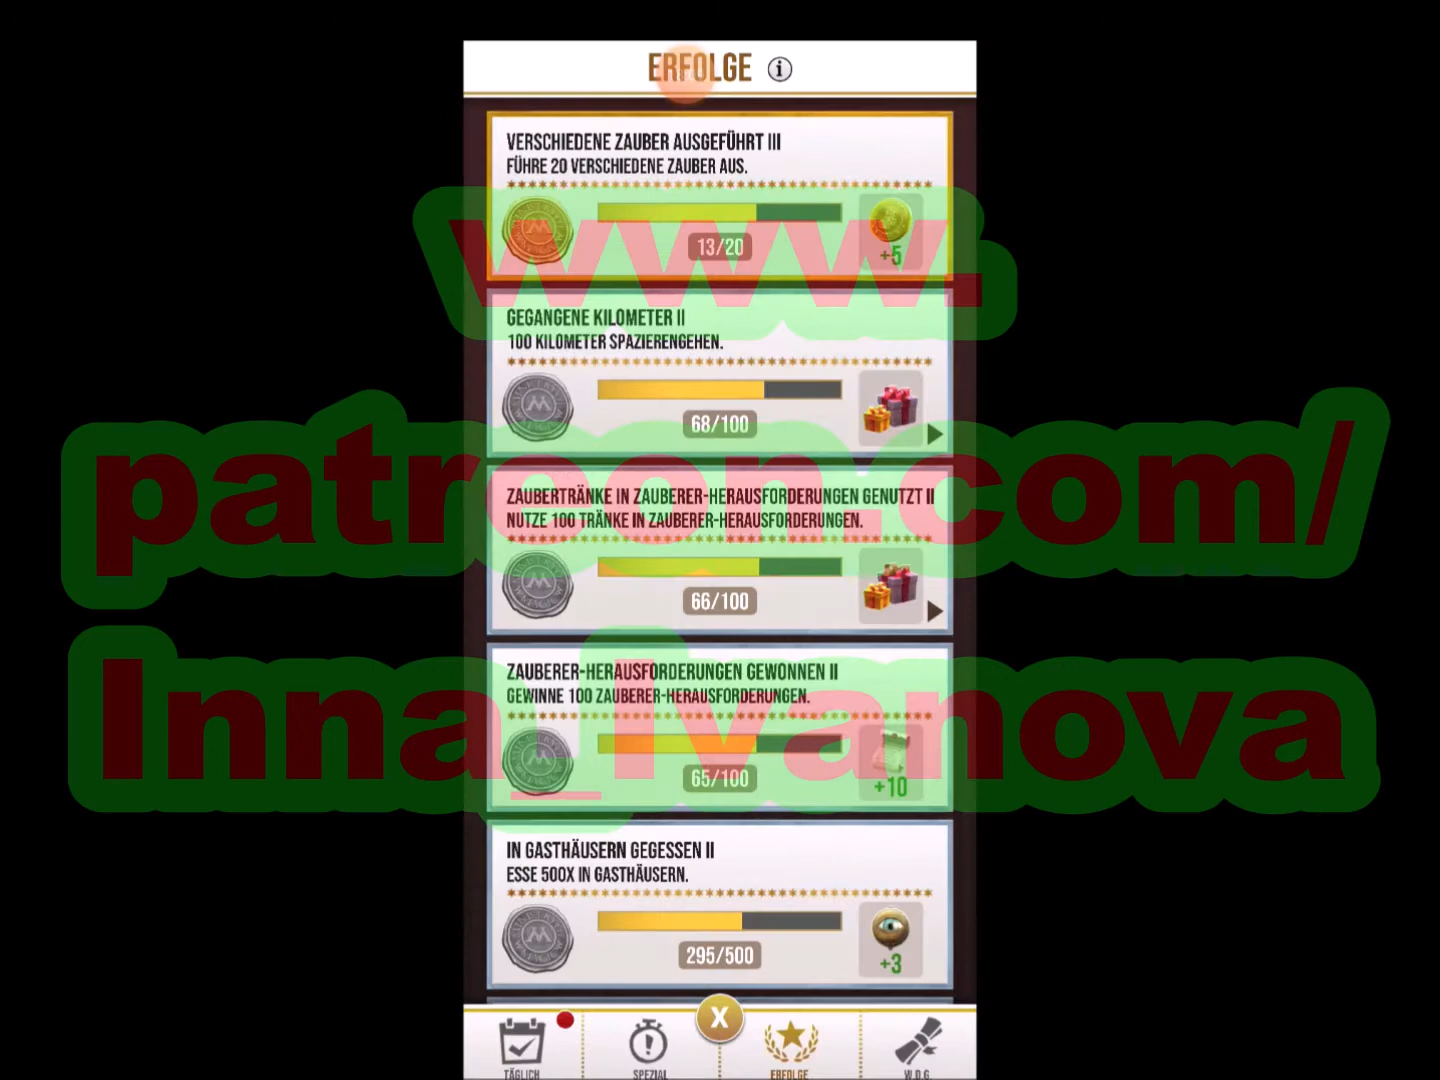 ERFOLGE
VERSCHIEDENE ZAUBER AUSGEFÜHRT III
FÜHRE 20 VERSCHIEDENE ZAUBER AUS.
13/20
+5
www.
GEGANGENE KILOMETER II
100 KILOMETER SPAZIERENGEHEN.
68/100
patreon.com/
ZAUBERTRÄNKE IN ZAUBERER-HERAUSFORDERUNGEN GENUTZT II
NUTZE 100 TRÄNKE IN ZAUBERER-HERAUSFORDERUNGEN.
66/100
ZAUBERER-HERAUSFORDERUNGEN GEWONNEN II
GEWINNE 100 ZAUBERER-HERAUSFORDERUNGEN.
Inna_Ivanova
65/100
+10
IN GASTHÄUSERN GEGESSEN II
ESSE 500X IN GASTHÄUSERN.
295/500
+3
X
TÄGLICH SPEZIAL ERFOLGE W.D.G.